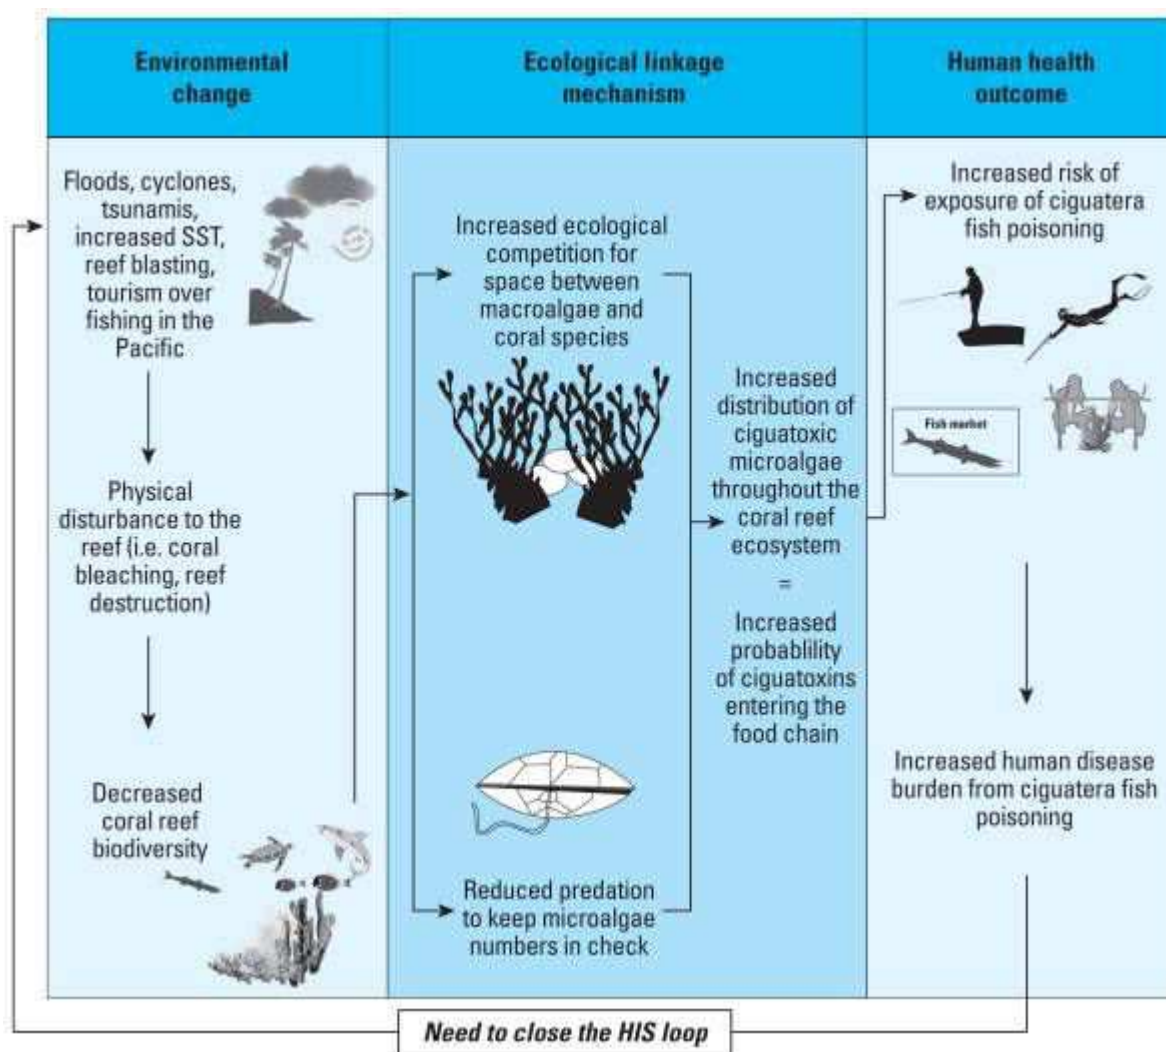 Environmental
change
Ecological linkage
mechanism
Human health
outcome
Floods, cyclones,
tsunamis,
increased SST,
reef blasting,
tourism over
fishing in the
Pacific
Physical
disturbance to the
reef (i.e. coral
bleaching, reef
destruction)
Decreased
coral reef
biodiversity
Increased ecological
competition for
space between
macroalgae and
coral species
Reduced predation
to keep microalgae
numbers in check
Increased
distribution of
ciguatoxic
microalgae
throughout the
coral reef
ecosystem
=
Increased
probablility
of ciguatoxins
entering the
food chain
Increased risk of
exposure of ciguatera
fish poisoning
Fish market
Increased human disease
burden from ciguatera fish
poisoning
Need to close the HIS loop